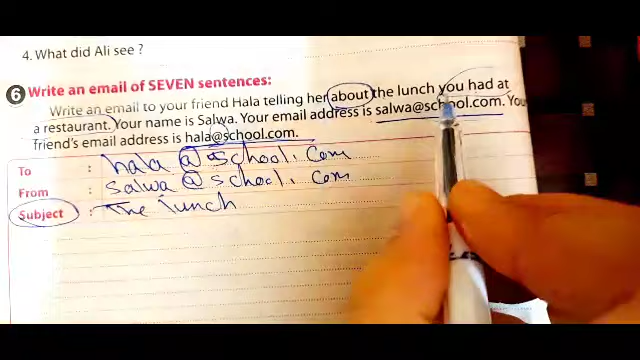 4. What did Ali see ?
6 Write an email of SEVEN sentences:
Write an email to your friend Hala telling her about the lunch you had at
a restaurant. Your name is Salwa. Your email address is salwa@school.com. Your
friend's email address is hala@school.com.
To : hala @ school. Com
From : salwa @ school. Com
Subject : The lunch